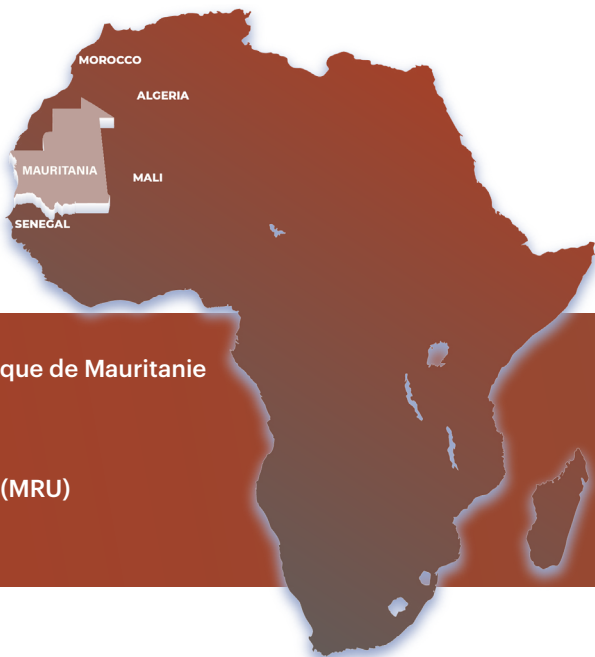 MOROCCO
ALGERIA
MAURITANIA
MALI
SENEGAL
que de Mauritanie
(MRU)